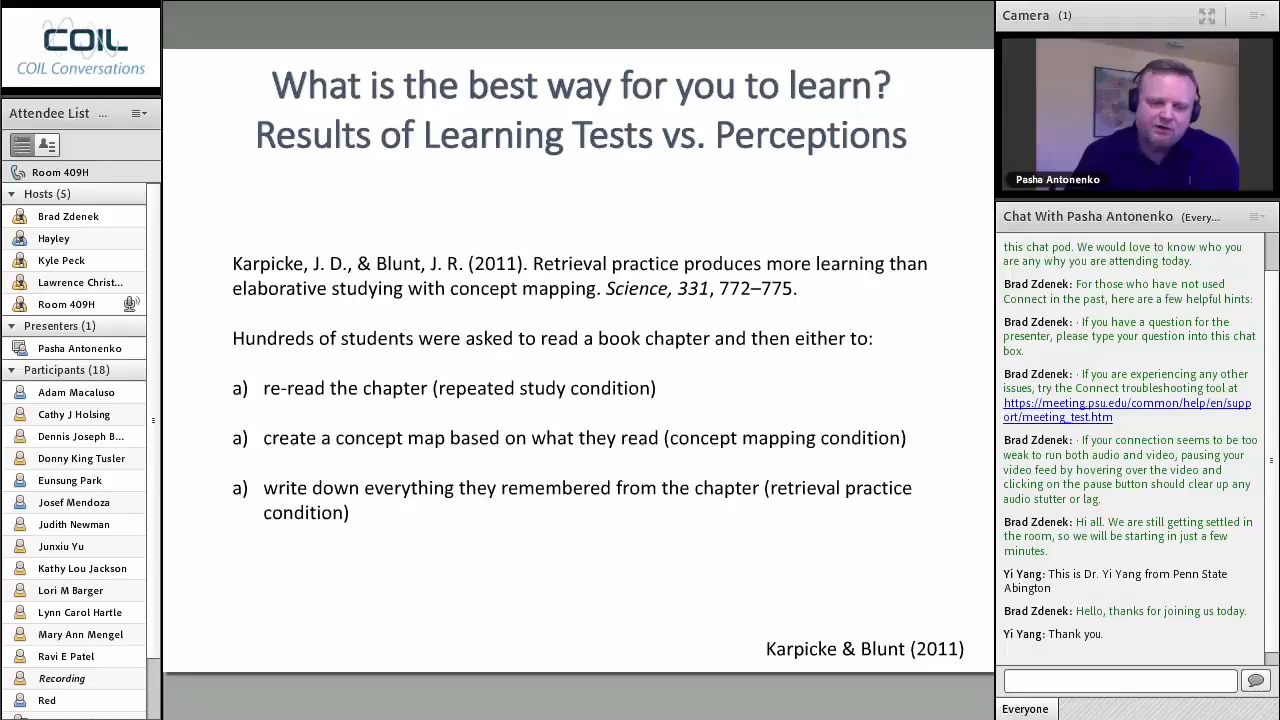 COIL
COIL Conversations
Attendee List ...
Room 409H
Hosts (5)
Brad Zdenek
Hayley
Kyle Peck
Lawrence Christ...
Room 409H
Presenters (1)
Pasha Antonenko
Participants (18)
Adam Macaluso
Cathy J Holsing
Dennis Joseph B...
Donny King Tusler
Eunsung Park
Josef Mendoza
Judith Newman
Junxiu Yu
Kathy Lou Jackson
Lori M Barger
Lynn Carol Hartle
Mary Ann Mengel
Ravi E Patel
Recording
Red
What is the best way for you to learn?
Results of Learning Tests vs. Perceptions
Karpicke, J. D., & Blunt, J. R. (2011). Retrieval practice produces more learning than
elaborative studying with concept mapping. Science, 331, 772–775.
Hundreds of students were asked to read a book chapter and then either to:
a) re-read the chapter (repeated study condition)
a) create a concept map based on what they read (concept mapping condition)
a) write down everything they remembered from the chapter (retrieval practice
condition)
Karpicke & Blunt (2011)
Camera (1)
Pasha Antonenko
Chat With Pasha Antonenko (Every...
this chat pod. We would love to know who you
are any why you are attending today.
Brad Zdenek: For those who have not used
Connect in the past, here are a few helpful hints:
Brad Zdenek: · If you have a question for the
presenter, please type your question into this chat
box.
Brad Zdenek: · If you are experiencing any other
issues, try the Connect troubleshooting tool at
https://meeting.psu.edu/common/help/en/supp
ort/meeting_test.htm
Brad Zdenek: · If your connection seems to be too
weak to run both audio and video, pausing your
video feed by hovering over the video and
clicking on the pause button should clear up any
audio stutter or lag.
Brad Zdenek: Hi all. We are still getting settled in
the room, so we will be starting in just a few
minutes.
Yi Yang: This is Dr. Yi Yang from Penn State
Abington
Brad Zdenek: Hello, thanks for joining us today.
Yi Yang: Thank you.
Everyone